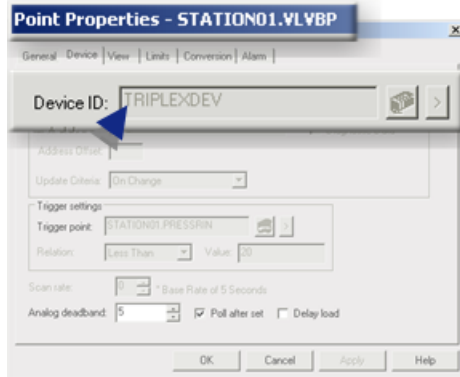 Point Properties - STATION01.VLVBP
General Device View Limits Conversion Alarm
Device ID: TRIPLEXDEV
Address Offset:
Update Criteria: On Change
Trigger settings
Trigger point: STATION01.PRESSRIN
Relation: Less Than Value: 20
Scan rate: 0 * Base Rate of 5 Seconds
Analog deadband: 5 Poll after set Delay load
OK Cancel Apply Help